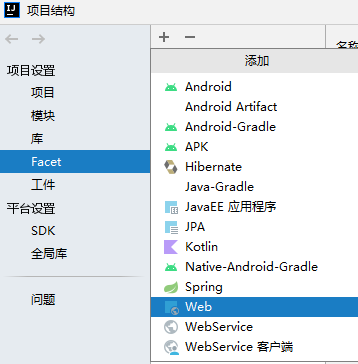 项目结构
项目设置
项目
模块
库
Facet
工件
平台设置
SDK
全局库
问题
添加
Android
Android Artifact
Android-Gradle
APK
Hibernate
Java-Gradle
JavaEE 应用程序
JPA
Kotlin
Native-Android-Gradle
Spring
Web
WebService
WebService 客户端
名称